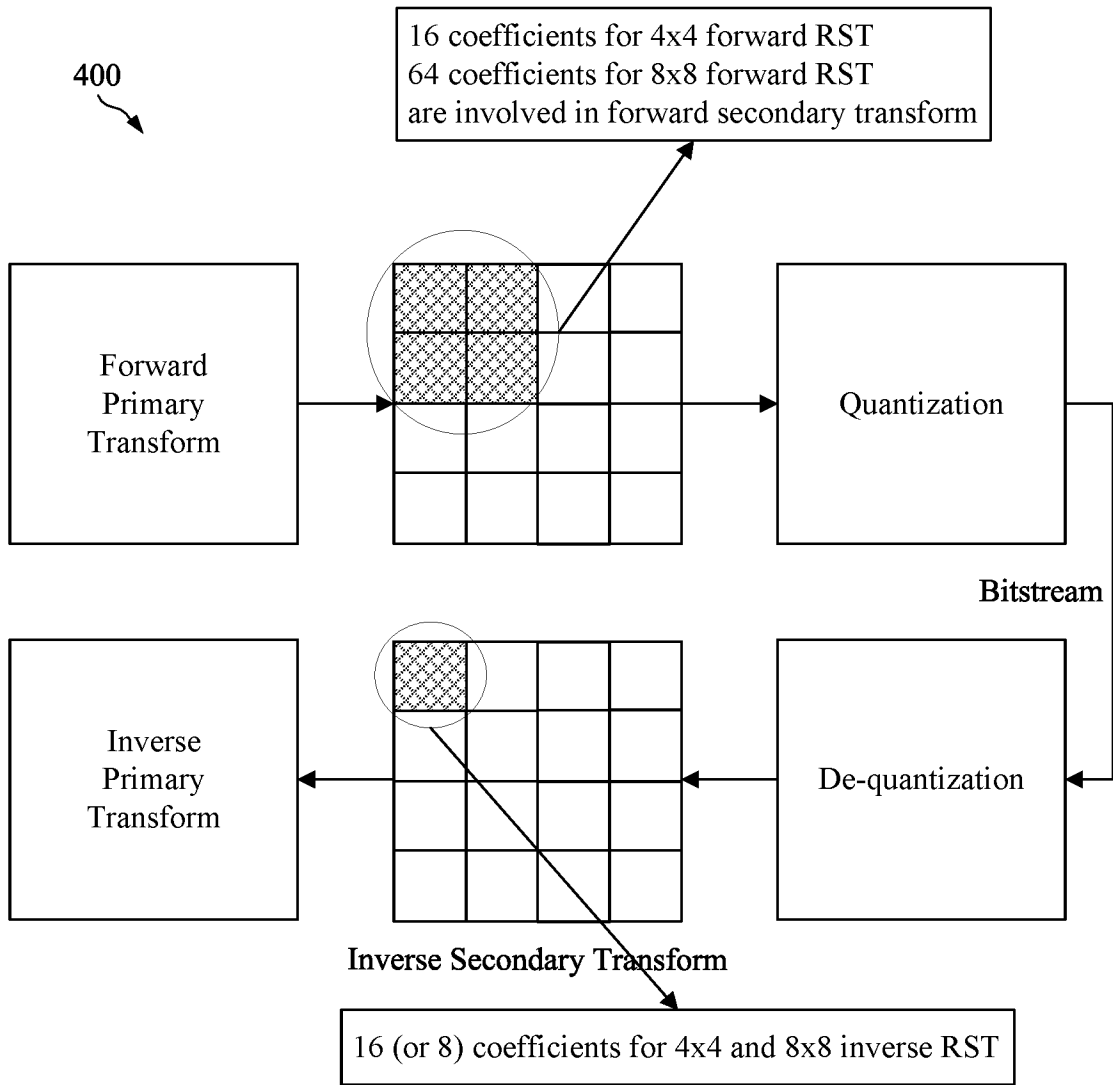 16 coefficients for 4x4 forward RST
64 coefficients for 8x8 forward RST
are involved in forward secondary transform
400
Forward
Primary
Transform
Quantization
Bitstream
Inverse
Primary
Transform
De-quantization
Inverse Secondary Transform
16 (or 8) coefficients for 4x4 and 8x8 inverse RST